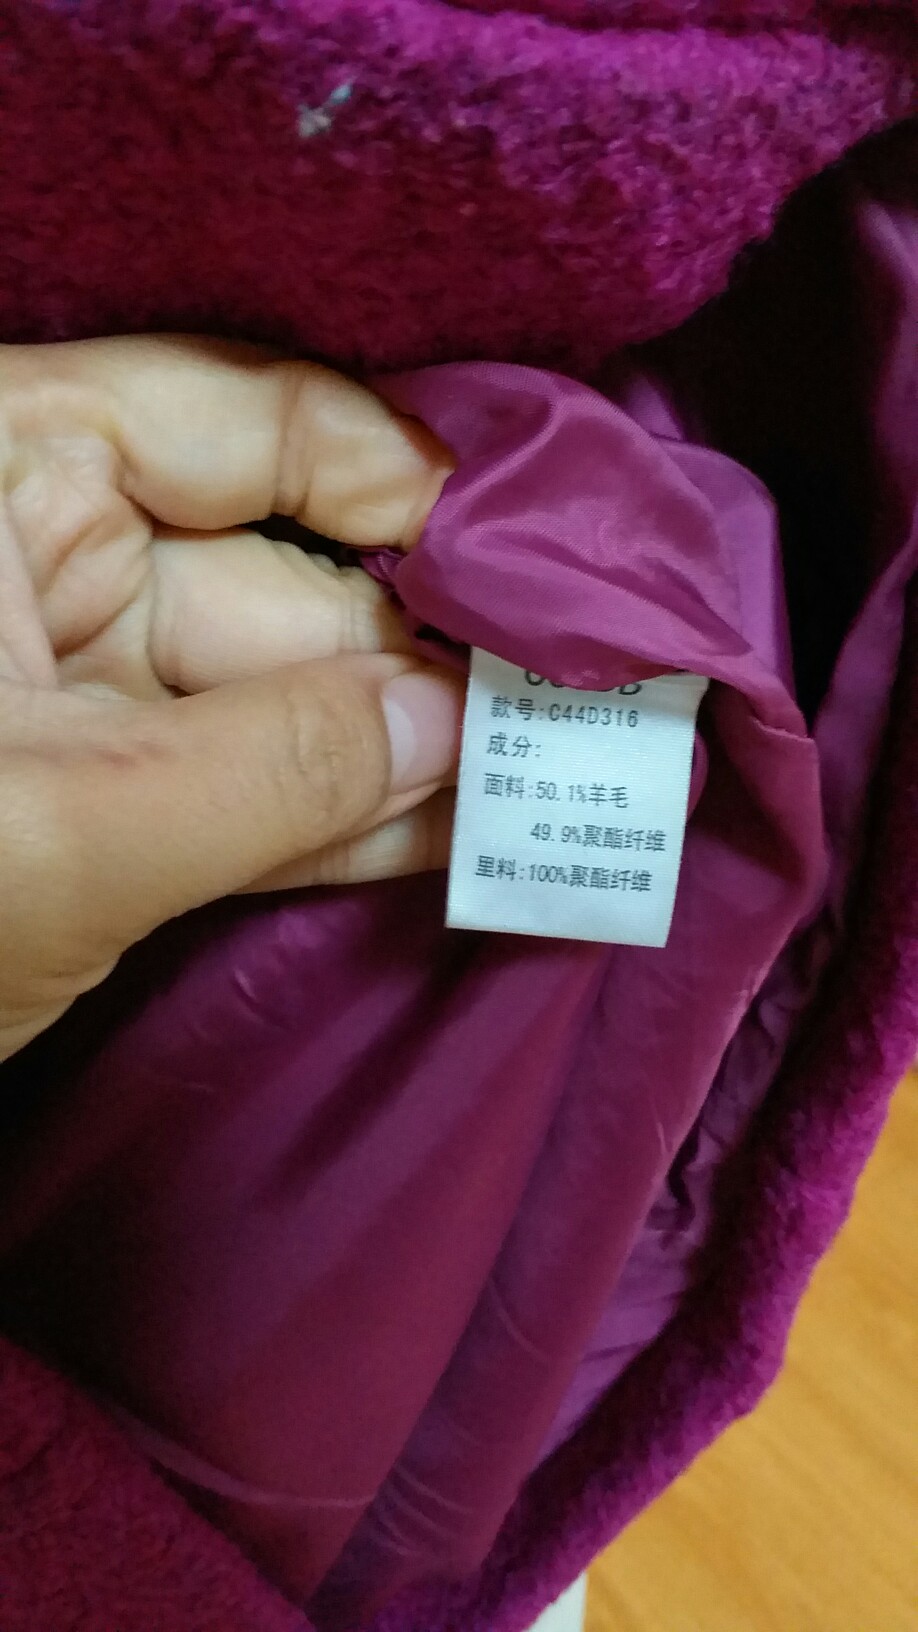 款号:C44D316
成分:
面料:50.1%羊毛
49.9%聚酯纤维
里料:100%聚酯纤维